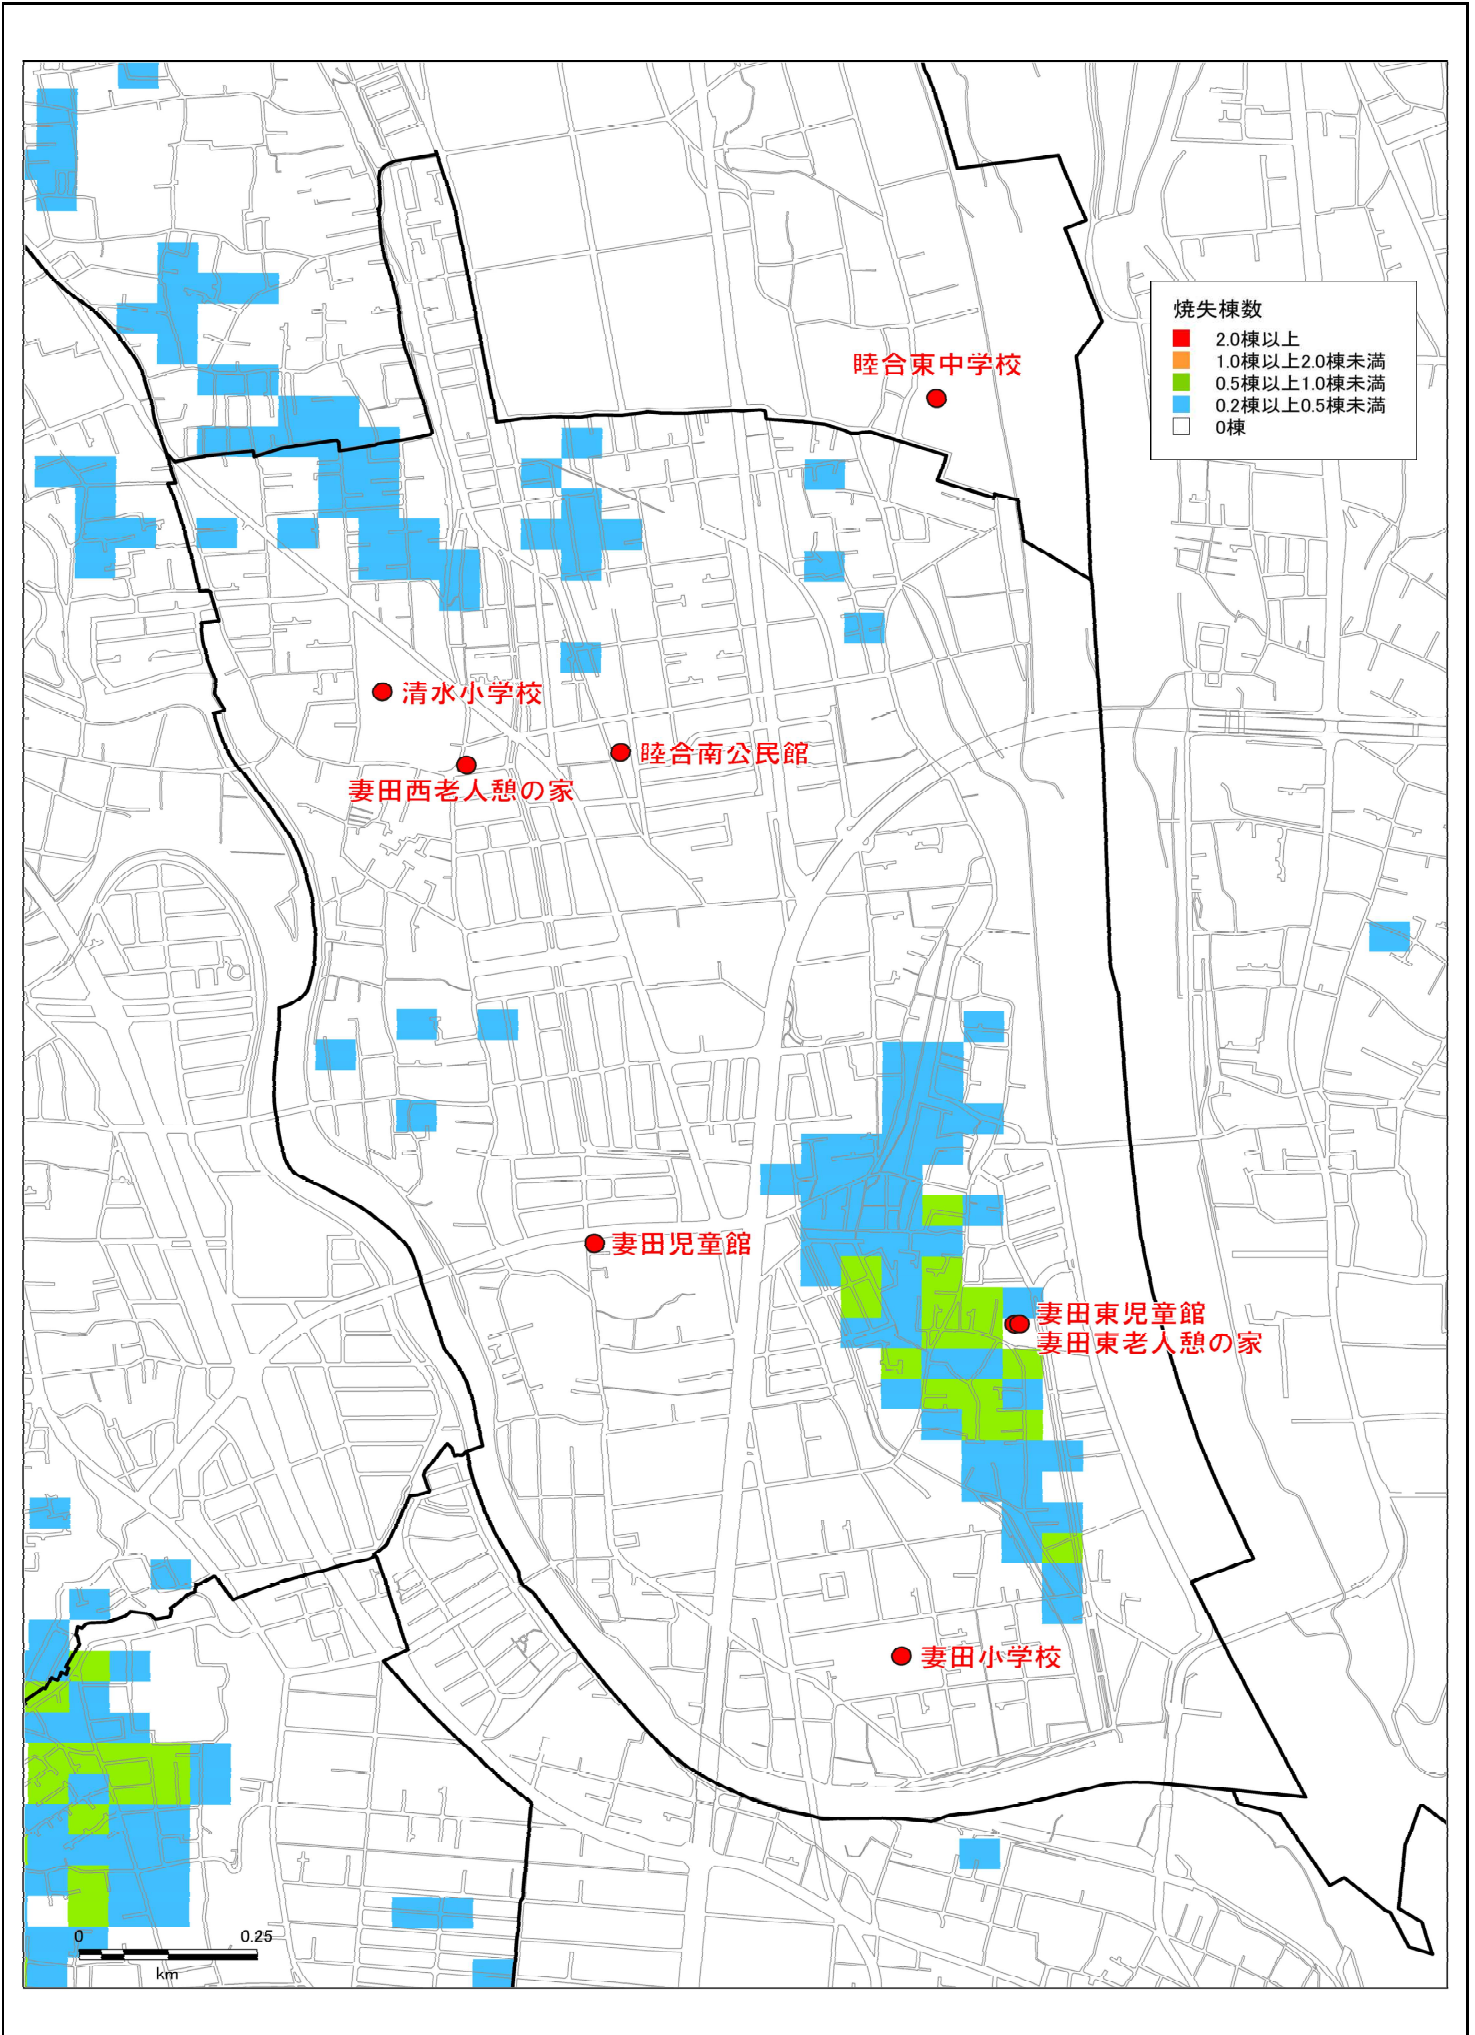 焼失棟数
2.0棟以上
1.0棟以上2.0棟未満
0.5棟以上1.0棟未満
0.2棟以上0.5棟未満
0棟
睦合東中学校
清水小学校
睦合南公民館
妻田西老人憩の家
妻田児童館
妻田東児童館
妻田東老人憩の家
妻田小学校
0 0.25
km